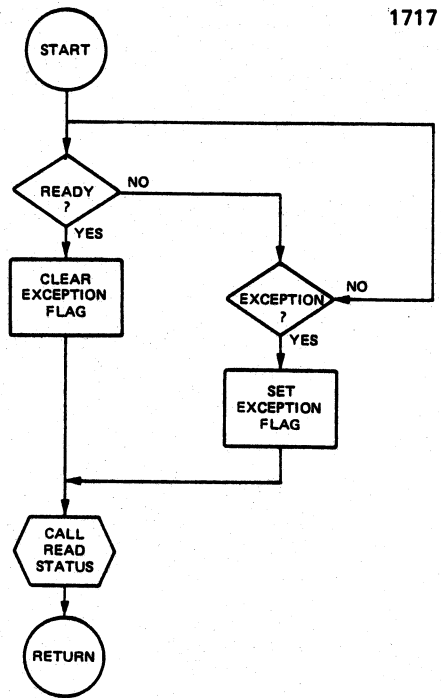 1717
START
READY
?
NO
YES
CLEAR
EXCEPTION
FLAG
EXCEPTION
?
NO
YES
SET
EXCEPTION
FLAG
CALL
READ
STATUS
RETURN